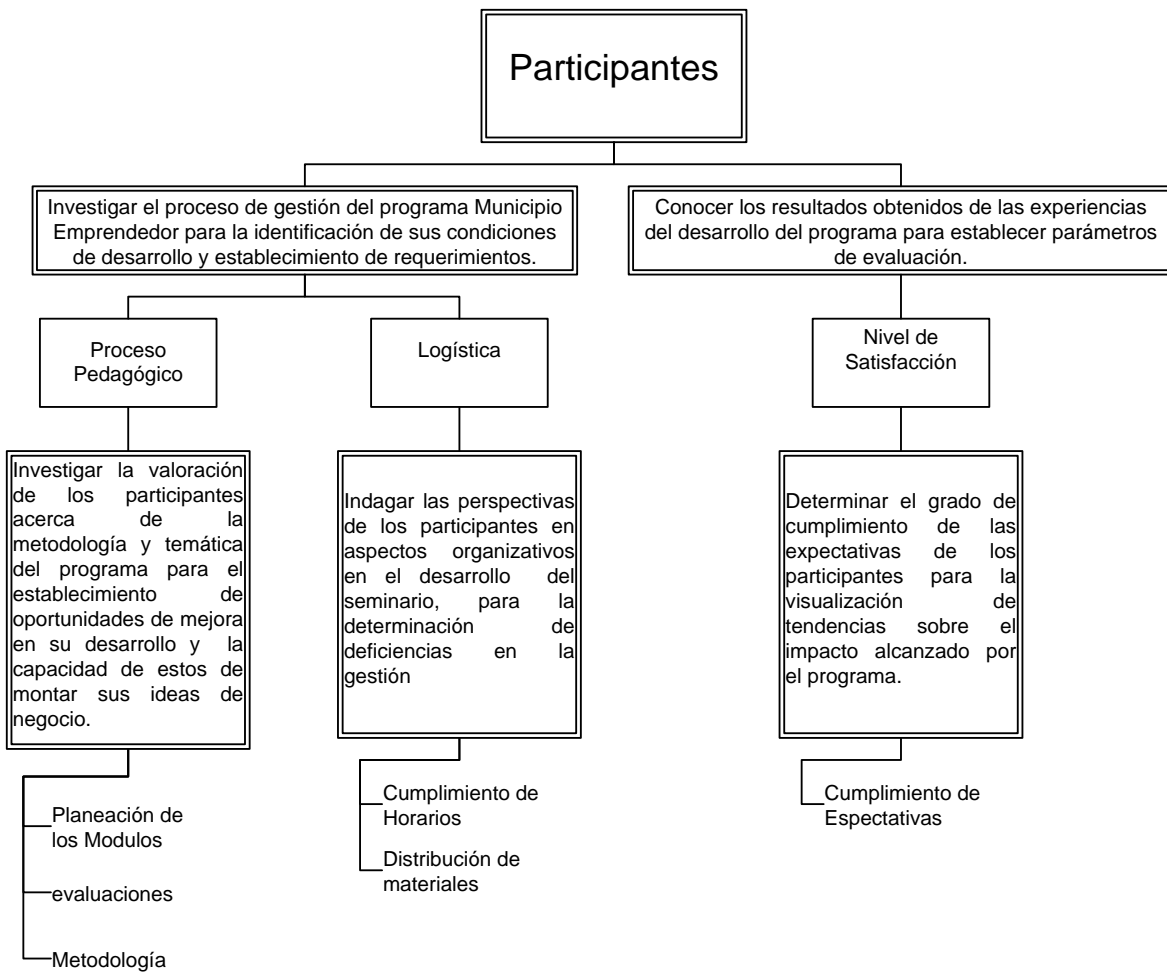 Participantes
Investigar el proceso de gestión del programa Municipio
Emprendedor para la identificación de sus condiciones
de desarrollo y establecimiento de requerimientos.
Conocer los resultados obtenidos de las experiencias
del desarrollo del programa para establecer parámetros
de evaluación.
Proceso
Pedagógico
Logística
Nivel de
Satisfacción
Investigar la valoración
de los participantes
acerca de la
metodología y temática
del programa para el
establecimiento de
oportunidades de mejora
en su desarrollo y la
capacidad de estos de
montar sus ideas de
negocio.
Indagar las perspectivas
de los participantes en
aspectos organizativos
en el desarrollo del
seminario, para la
determinación de
deficiencias en la
gestión
Determinar el grado de
cumplimiento de las
expectativas de los
participantes para la
visualización de
tendencias sobre el
impacto alcanzado por
el programa.
Planeación de
los Modulos
evaluaciones
Metodología
Cumplimiento de
Horarios
Distribución de
materiales
Cumplimiento de
Espectativas